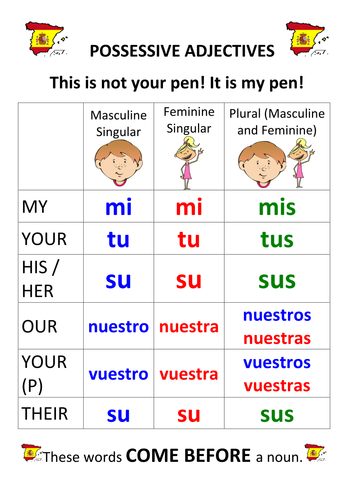 POSSESSIVE ADJECTIVES
This is not your pen! It is my pen!
Masculine Singular Feminine Singular Plural (Masculine and Feminine)
MY mi mi mis
YOUR tu tu tus
HIS / HER su su sus
OUR nuestro nuestra nuestros nuestras
YOUR (P) vuestro vuestra vuestros vuestras
THEIR su su sus
These words COME BEFORE a noun.